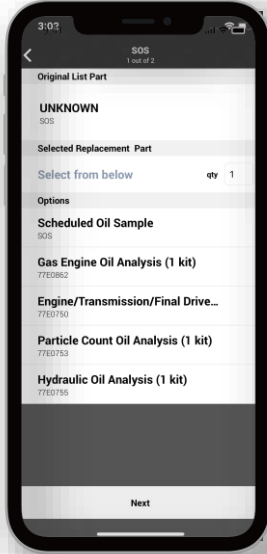 3:02
SOS
1 out of 2
Original List Part
UNKNOWN
SOS
Selected Replacement Part
Select from below qty 1
Options
Scheduled Oil Sample
SOS
Gas Engine Oil Analysis (1 kit)
77E0862
Engine/Transmission/Final Drive...
77E0750
Particle Count Oil Analysis (1 kit)
77E0753
Hydraulic Oil Analysis (1 kit)
77E0755
Next